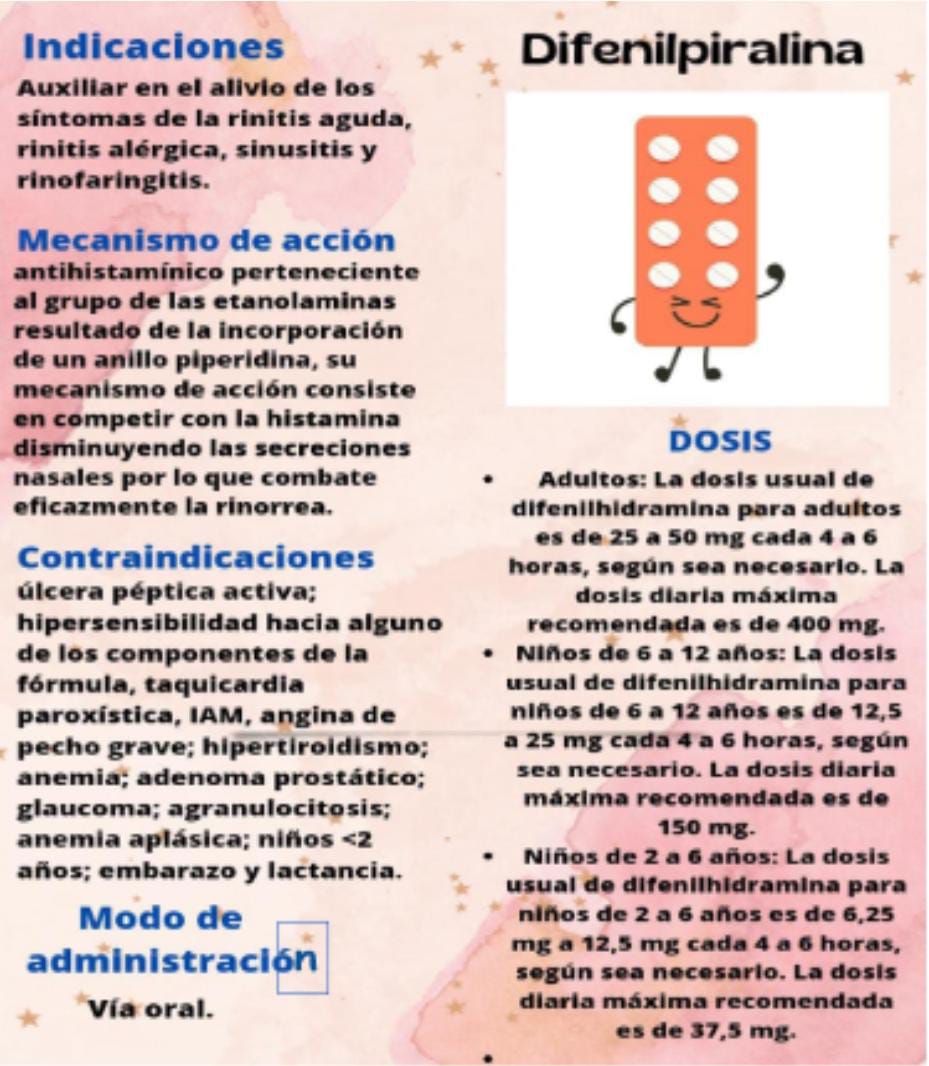 Indicaciones
Auxiliar en el alivio de los
síntomas de la rinitis aguda,
rinitis alérgica, sinusitis y
rinofaringitis.
Mecanismo de acción
antihistamínico perteneciente
al grupo de las etanolaminas
resultado de la incorporación
de un anillo piperidina, su
mecanismo de acción consiste
en competir con la histamina
disminuyendo las secreciones
nasales por lo que combate
eficazmente la rinorrea.
Contraindicaciones
úlcera péptica activa;
hipersensibilidad hacia alguno
de los componentes de la
fórmula, taquicardia
paroxística, IAM, angina de
pecho grave; hipertiroidismo;
anemia; adenoma prostático;
glaucoma; agranulocitosis;
anemia aplásica; niños <2
años; embarazo y lactancia.
Modo de
administración
Vía oral.
Difenilpiralina
DOSIS
• Adultos: La dosis usual de
difenilhidramina para adultos
es de 25 a 50 mg cada 4 a 6
horas, según sea necesario. La
dosis diaria máxima
recomendada es de 400 mg.
• Niños de 6 a 12 años: La dosis
usual de difenilhidramina para
niños de 6 a 12 años es de 12,5
a 25 mg cada 4 a 6 horas, según
sea necesario. La dosis diaria
máxima recomendada es de
150 mg.
• Niños de 2 a 6 años: La dosis
usual de difenilhidramina para
niños de 2 a 6 años es de 6,25
mg a 12,5 mg cada 4 a 6 horas,
según sea necesario. La dosis
diaria máxima recomendada
es de 37,5 mg.
•